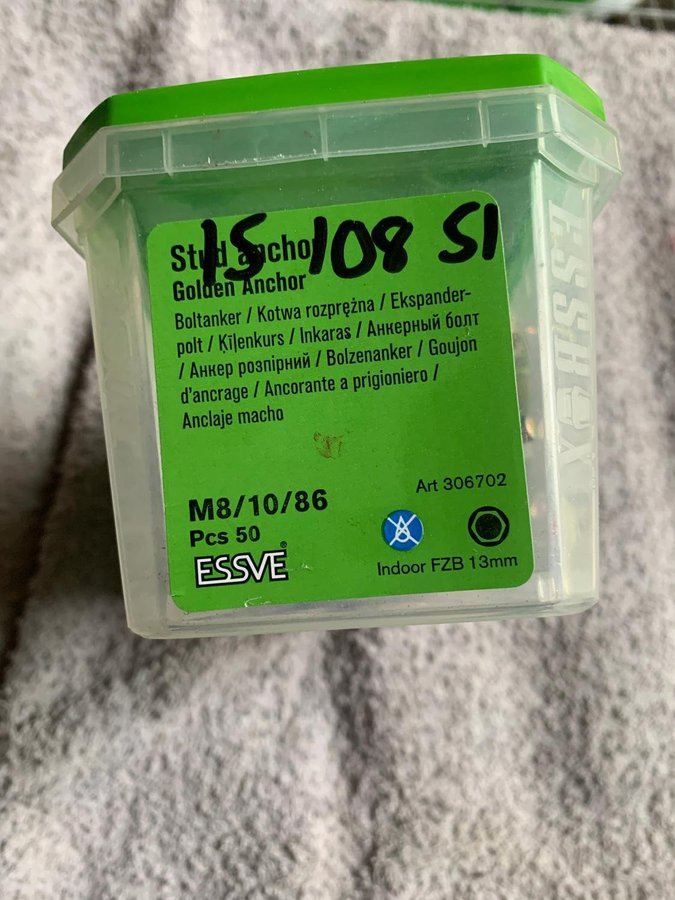 15 108 51
Stud anchor
Golden Anchor
Boltanker / Kotwa rozprężna / Ekspander-
polt / Ķīļenkurs / Inkaras / Анкерный болт
/ Анкер розпірний / Bolzenanker / Goujon
d'ancrage / Ancorante a prigioniero /
Anclaje macho
M8/10/86
Pcs 50
ESSVE®
Art 306702
Indoor FZB 13mm
ESSBOX